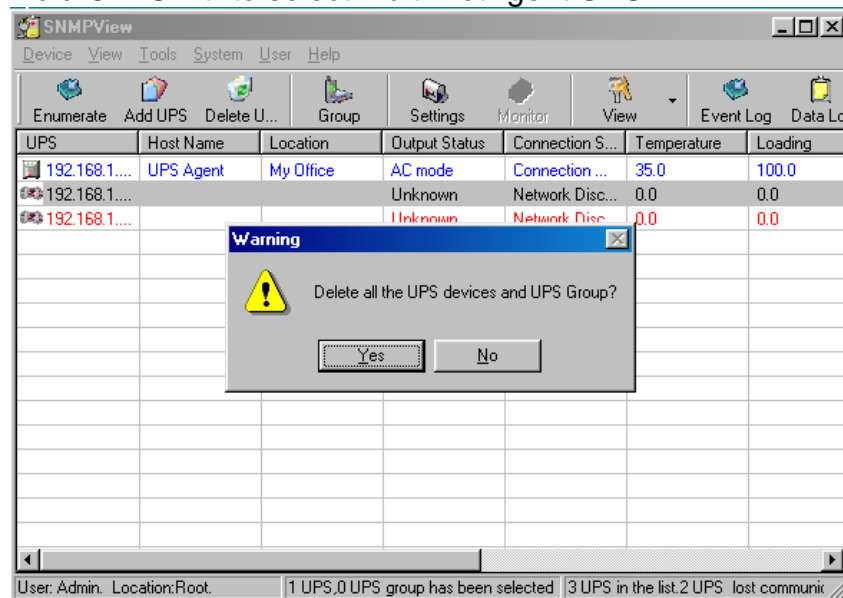 SNMPView
Device View Tools System User Help
Enumerate Add UPS Delete U... Group Settings Monitor View Event Log Data Lo
UPS Host Name Location Output Status Connection S... Temperature Loading
192.168.1.... UPS Agent My Office AC mode Connection ... 35.0 100.0
192.168.1.... Unknown Network Disc... 0.0 0.0
192.168.1.... Unknown Network Disc 0.0 0.0
Warning
Delete all the UPS devices and UPS Group?
Yes No
User: Admin. Location:Root. 1 UPS,0 UPS group has been selected 3 UPS in the list.2 UPS lost communic